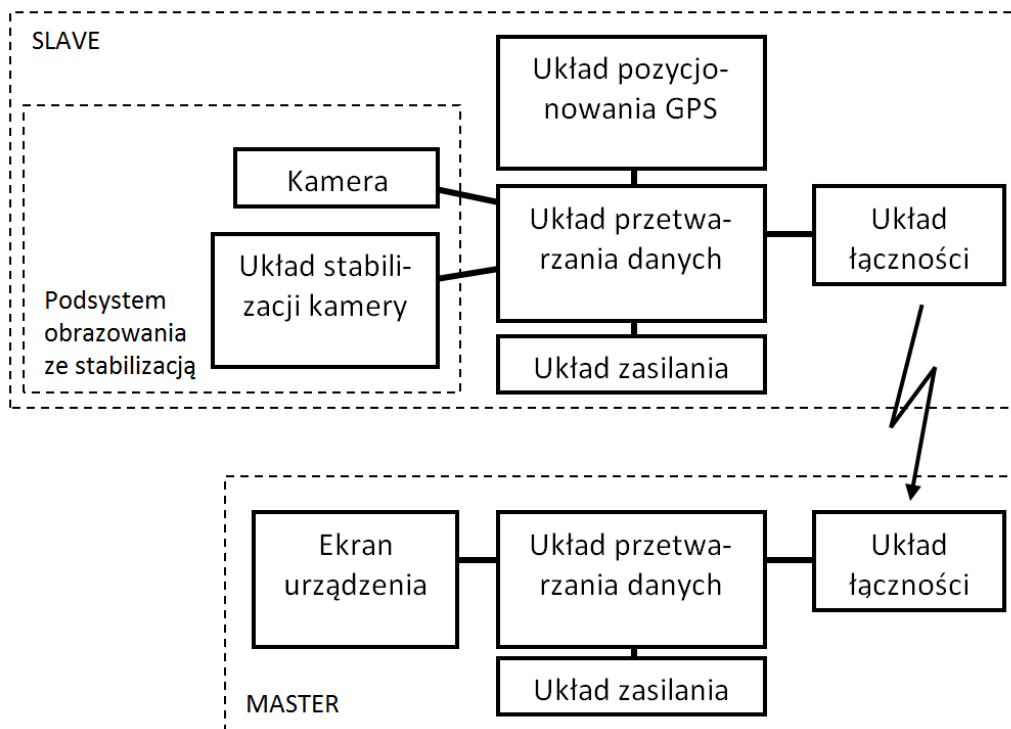 SLAVE
Układ pozycjo-
nowania GPS
Kamera
Układ przetwa-
rzania danych
Układ
łączności
Układ stabili-
zacji kamery
Podsystem
obrazowania
ze stabilizacją
Układ zasilania
Ekran
urządzenia
Układ przetwa-
rzania danych
Układ
łączności
Układ zasilania
MASTER